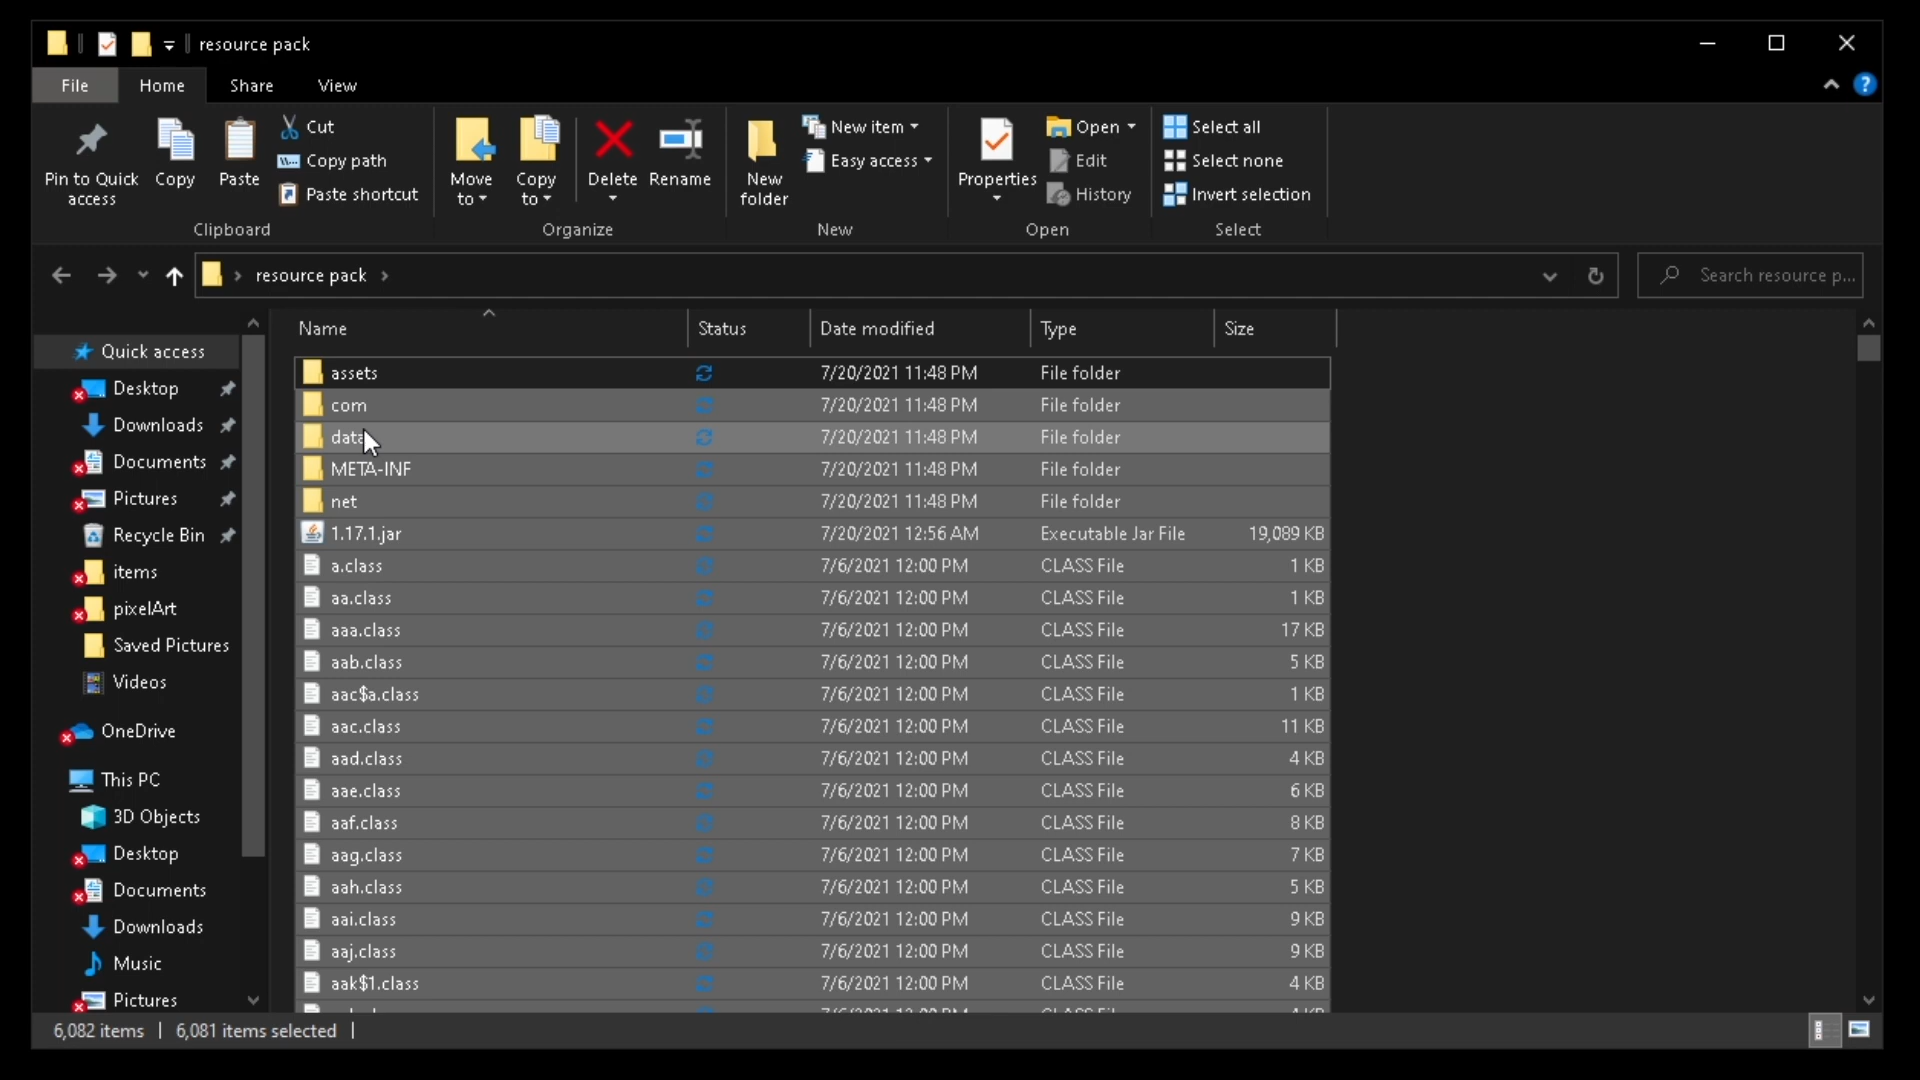 resource pack
File Home Share View
Pin to Quick access
Copy
Paste
Cut
Copy path
Paste shortcut
Clipboard
Move to
Copy to
Delete
Rename
Organize
New folder
New item
Easy access
New
Properties
Open
Edit
History
Open
Select all
Select none
Invert selection
Select
resource pack
Search resource p...
Quick access
Desktop
Downloads
Documents
Pictures
Recycle Bin
items
pixelArt
Saved Pictures
Videos
OneDrive
This PC
3D Objects
Desktop
Documents
Downloads
Music
Pictures
Name Status Date modified Type Size
assets 7/20/2021 11:48 PM File folder
com 7/20/2021 11:48 PM File folder
data 7/20/2021 11:48 PM File folder
META-INF 7/20/2021 11:48 PM File folder
net 7/20/2021 11:48 PM File folder
1.17.1.jar 7/20/2021 12:56 AM Executable Jar File 19,089 KB
a.class 7/6/2021 12:00 PM CLASS File 1 KB
aa.class 7/6/2021 12:00 PM CLASS File 1 KB
aaa.class 7/6/2021 12:00 PM CLASS File 17 KB
aab.class 7/6/2021 12:00 PM CLASS File 5 KB
aac$a.class 7/6/2021 12:00 PM CLASS File 1 KB
aac.class 7/6/2021 12:00 PM CLASS File 11 KB
aad.class 7/6/2021 12:00 PM CLASS File 4 KB
aae.class 7/6/2021 12:00 PM CLASS File 6 KB
aaf.class 7/6/2021 12:00 PM CLASS File 8 KB
aag.class 7/6/2021 12:00 PM CLASS File 7 KB
aah.class 7/6/2021 12:00 PM CLASS File 5 KB
aai.class 7/6/2021 12:00 PM CLASS File 9 KB
aaj.class 7/6/2021 12:00 PM CLASS File 9 KB
aak$1.class 7/6/2021 12:00 PM CLASS File 4 KB
6,082 items 6,081 items selected